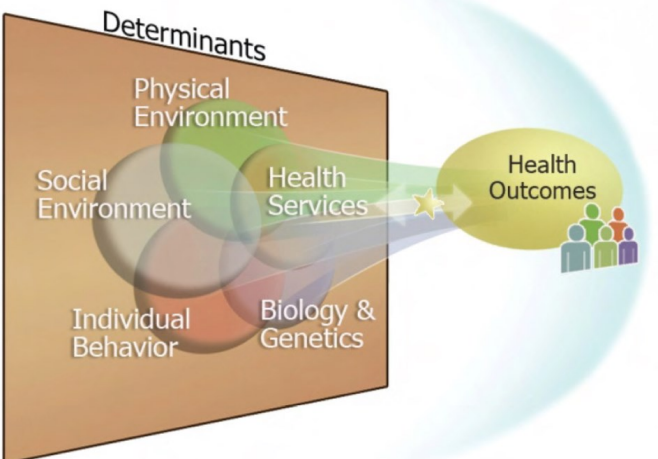 Determinants
Physical
Environment
Social
Environment
Health
Services
Individual
Behavior
Biology &
Genetics
Health
Outcomes